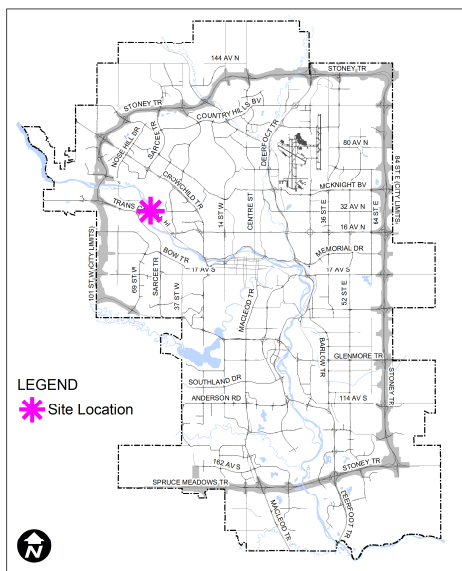 144 AV N
STONEY TR
STONEY TR
COUNTRY HILLS BV
SARCEE TR
NOSE HILL DR
DEERFOOT TR
80 AV N
84 ST E (CITY LIMITS)
CROWCHILD TR
MCKNIGHT BV
TRANS
14 ST W
CENTRE ST
36 ST E
32 AV N
64 ST E
16 AV N
MEMORIAL DR
BOW TR
17 AV S
17 AV S
101 ST W (CITY LIMITS)
69 ST W
SARCEE TR
37 ST W
MACLEOD TR
52 ST E
BARLOW TR
GLENMORE TR
LEGEND
Site Location
SOUTHLAND DR
ANDERSON RD
114 AV S
STONEY TR
162 AV S
STONEY TR
SPRUCE MEADOWS TR
MACLEOD TR
DEERFOOT TR
N